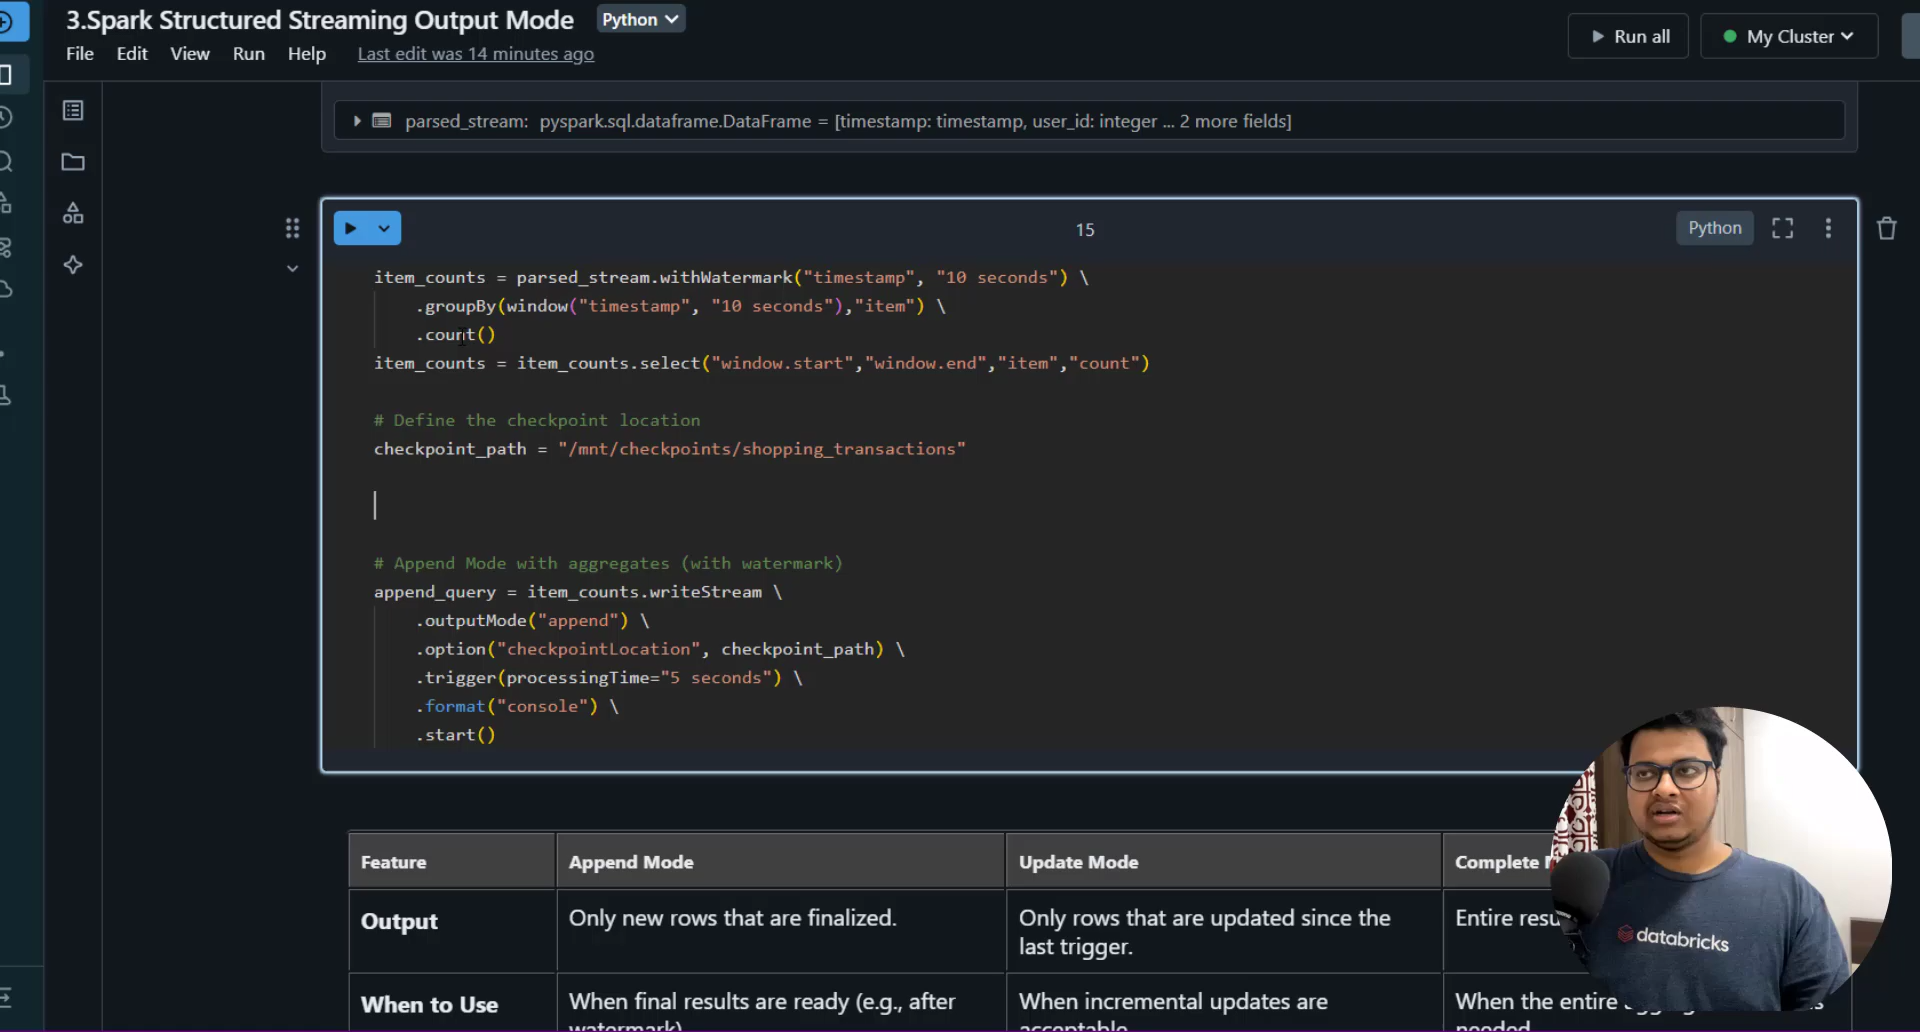 3.Spark Structured Streaming Output Mode
Python
File Edit View Run Help Last edit was 14 minutes ago
Run all
My Cluster
parsed_stream: pyspark.sql.dataframe.DataFrame = [timestamp: timestamp, user_id: integer ... 2 more fields]
15
Python
item_counts = parsed_stream.withWatermark("timestamp", "10 seconds") \
.groupBy(window("timestamp", "10 seconds"),"item") \
.count()
item_counts = item_counts.select("window.start","window.end","item","count")
# Define the checkpoint location
checkpoint_path = "/mnt/checkpoints/shopping_transactions"
# Append Mode with aggregates (with watermark)
append_query = item_counts.writeStream \
.outputMode("append") \
.option("checkpointLocation", checkpoint_path) \
.trigger(processingTime="5 seconds") \
.format("console") \
.start()
Feature Append Mode Update Mode Complete
Output Only new rows that are finalized. Only rows that are updated since the Entire
last trigger.
When to Use When final results are ready (e.g., after When incremental updates are When the entire
watermark) acceptable needed
databricks